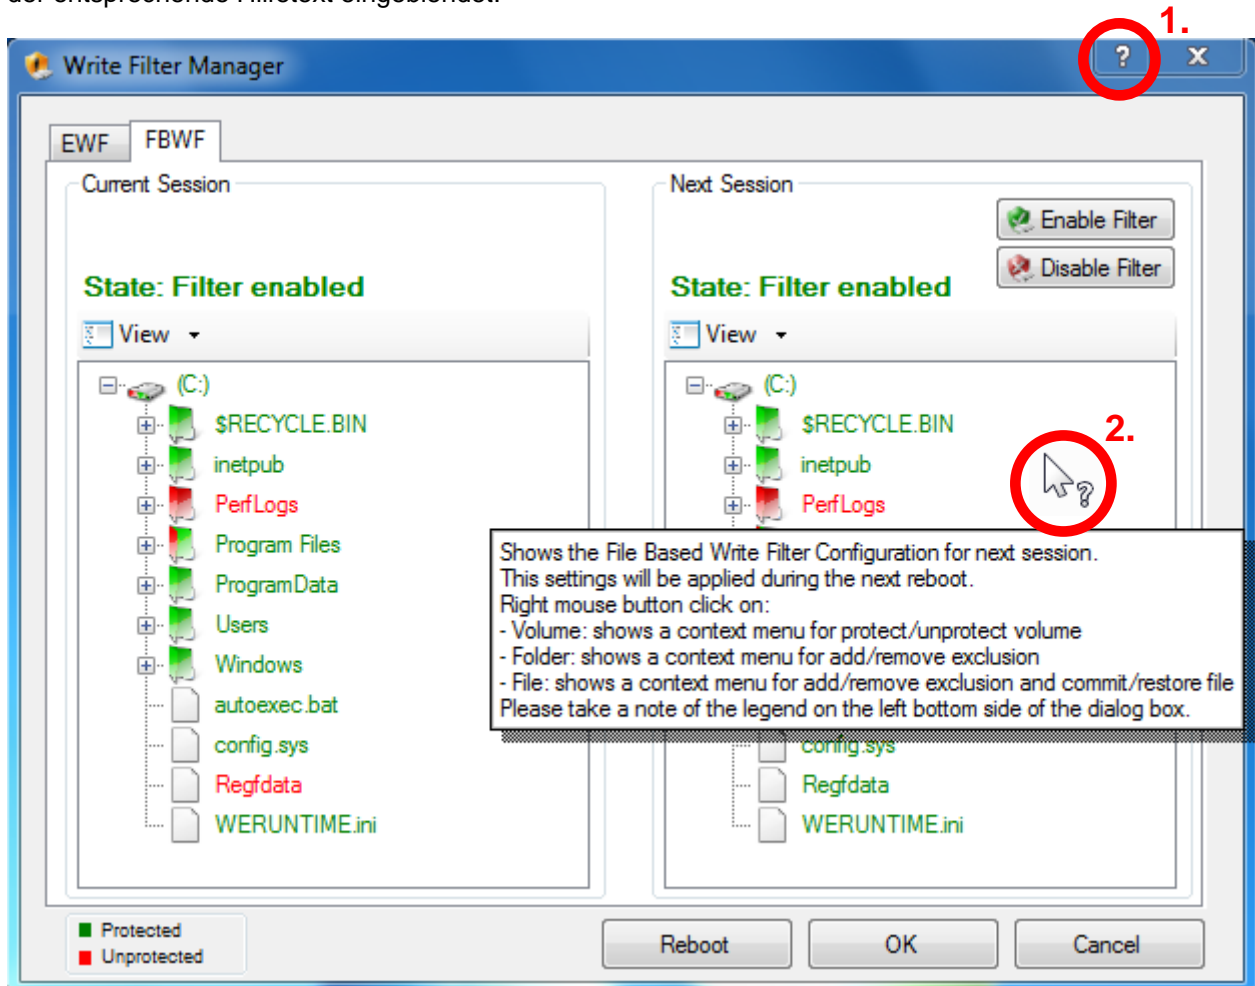 der entsprechende Hilfetext eingeblendet.
1.
Write Filter Manager
?
x
EWF
FBWF
Current Session
State: Filter enabled
View
(C:)
$RECYCLE.BIN
inetpub
PerfLogs
Program Files
ProgramData
Users
Windows
autoexec.bat
config.sys
Regfdata
WERUNTIME.ini
Next Session
Enable Filter
Disable Filter
State: Filter enabled
View
(C:)
$RECYCLE.BIN
2.
inetpub
?
PerfLogs
Shows the File Based Write Filter Configuration for next session.
This settings will be applied during the next reboot.
Right mouse button click on:
- Volume: shows a context menu for protect/unprotect volume
- Folder: shows a context menu for add/remove exclusion
- File: shows a context menu for add/remove exclusion and commit/restore file
Please take a note of the legend on the left bottom side of the dialog box.
config.sys
Regfdata
WERUNTIME.ini
Protected
Unprotected
Reboot
OK
Cancel